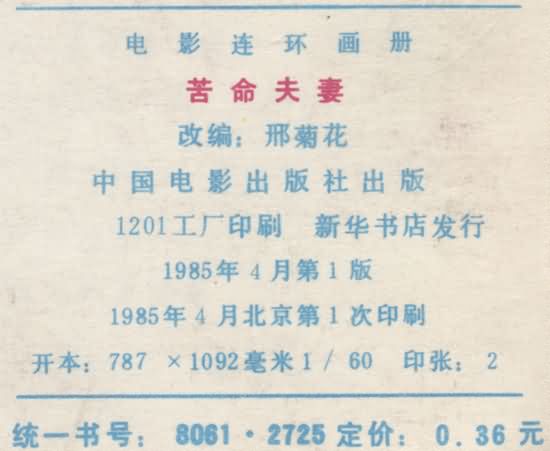 电影连环画册
苦命夫妻
改编：邢菊花
中国电影出版社出版
1201工厂印刷 新华书店发行
1985年4月第1版
1985年4月北京第1次印刷
开本：787×1092毫米1/60 印张：2
统一书号：8061·2725定价：0.36元